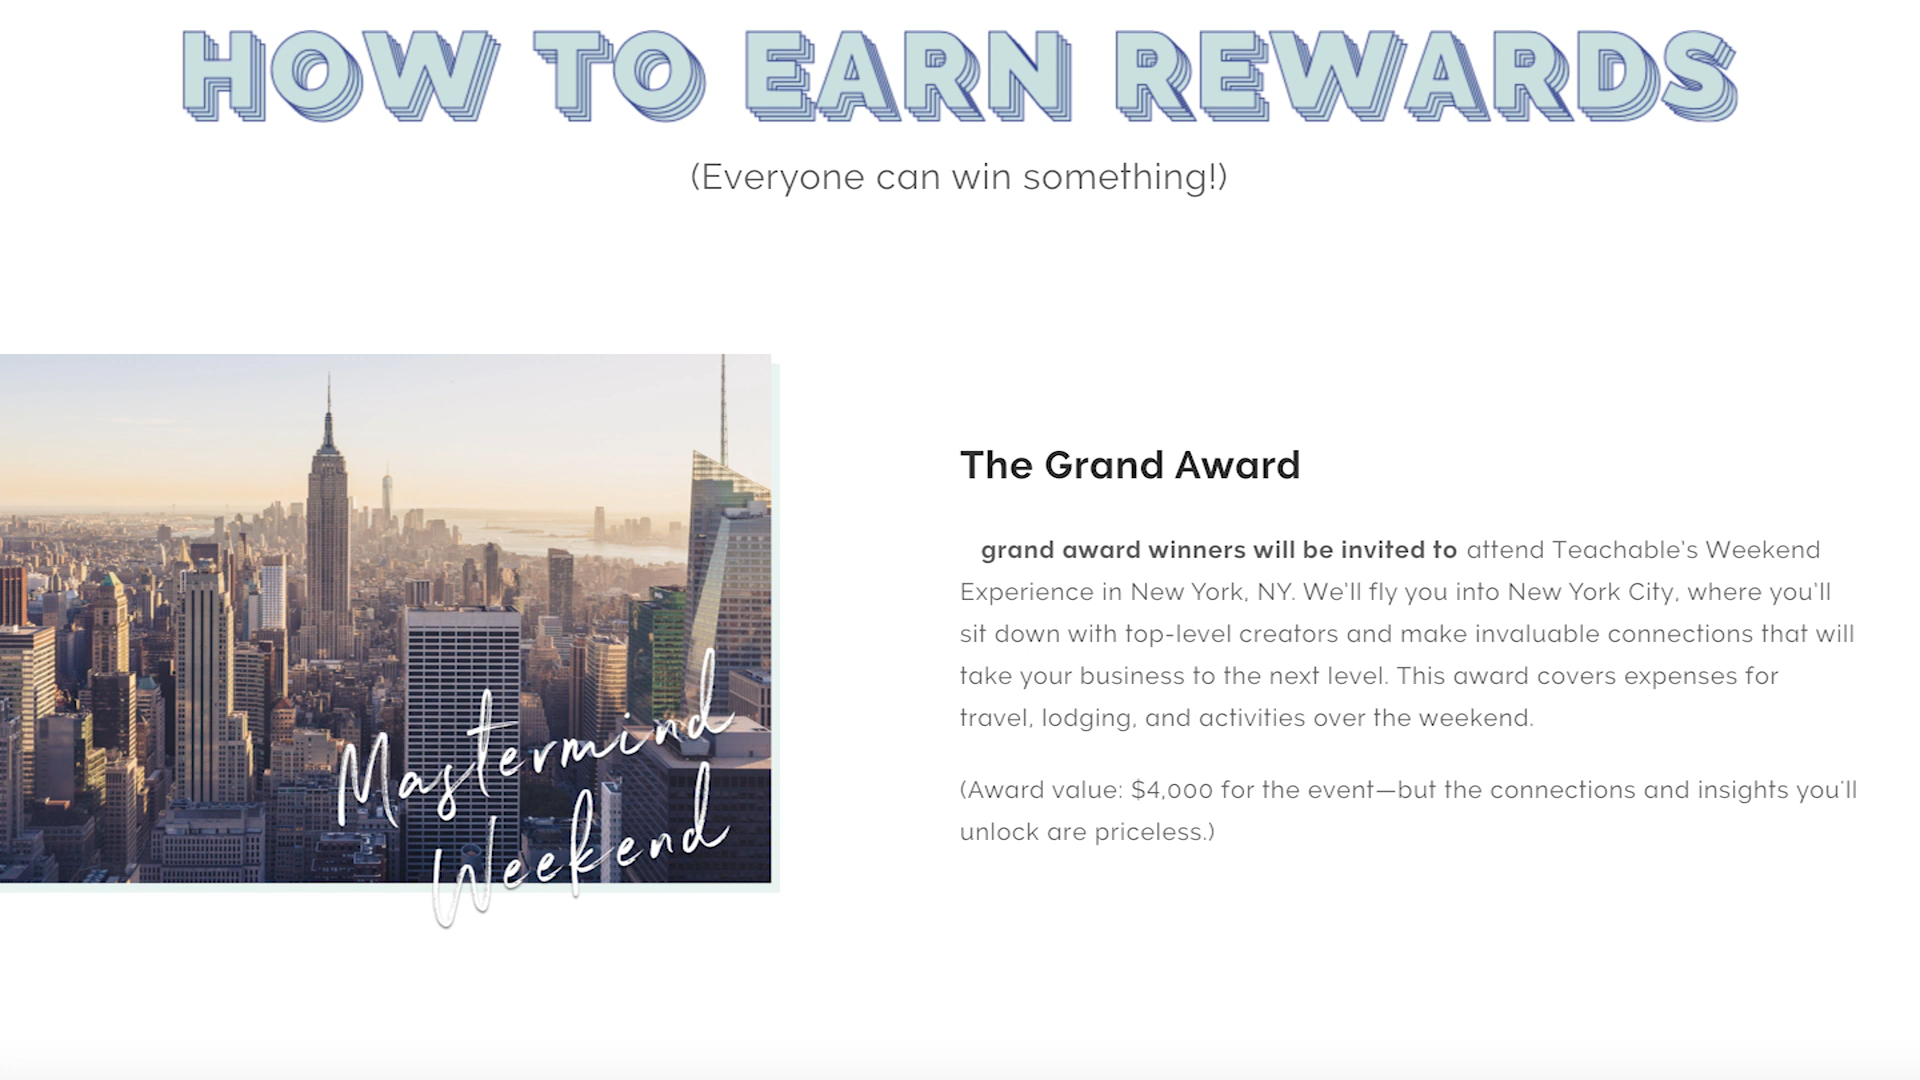 HOW TO EARN REWARDS
(Everyone can win something!)
Mastermind
Weekend
The Grand Award
grand award winners will be invited to attend Teachable's Weekend
Experience in New York, NY. We'll fly you into New York City, where you'll
sit down with top-level creators and make invaluable connections that will
take your business to the next level. This award covers expenses for
travel, lodging, and activities over the weekend.
(Award value: $4,000 for the event—but the connections and insights you'll
unlock are priceless.)